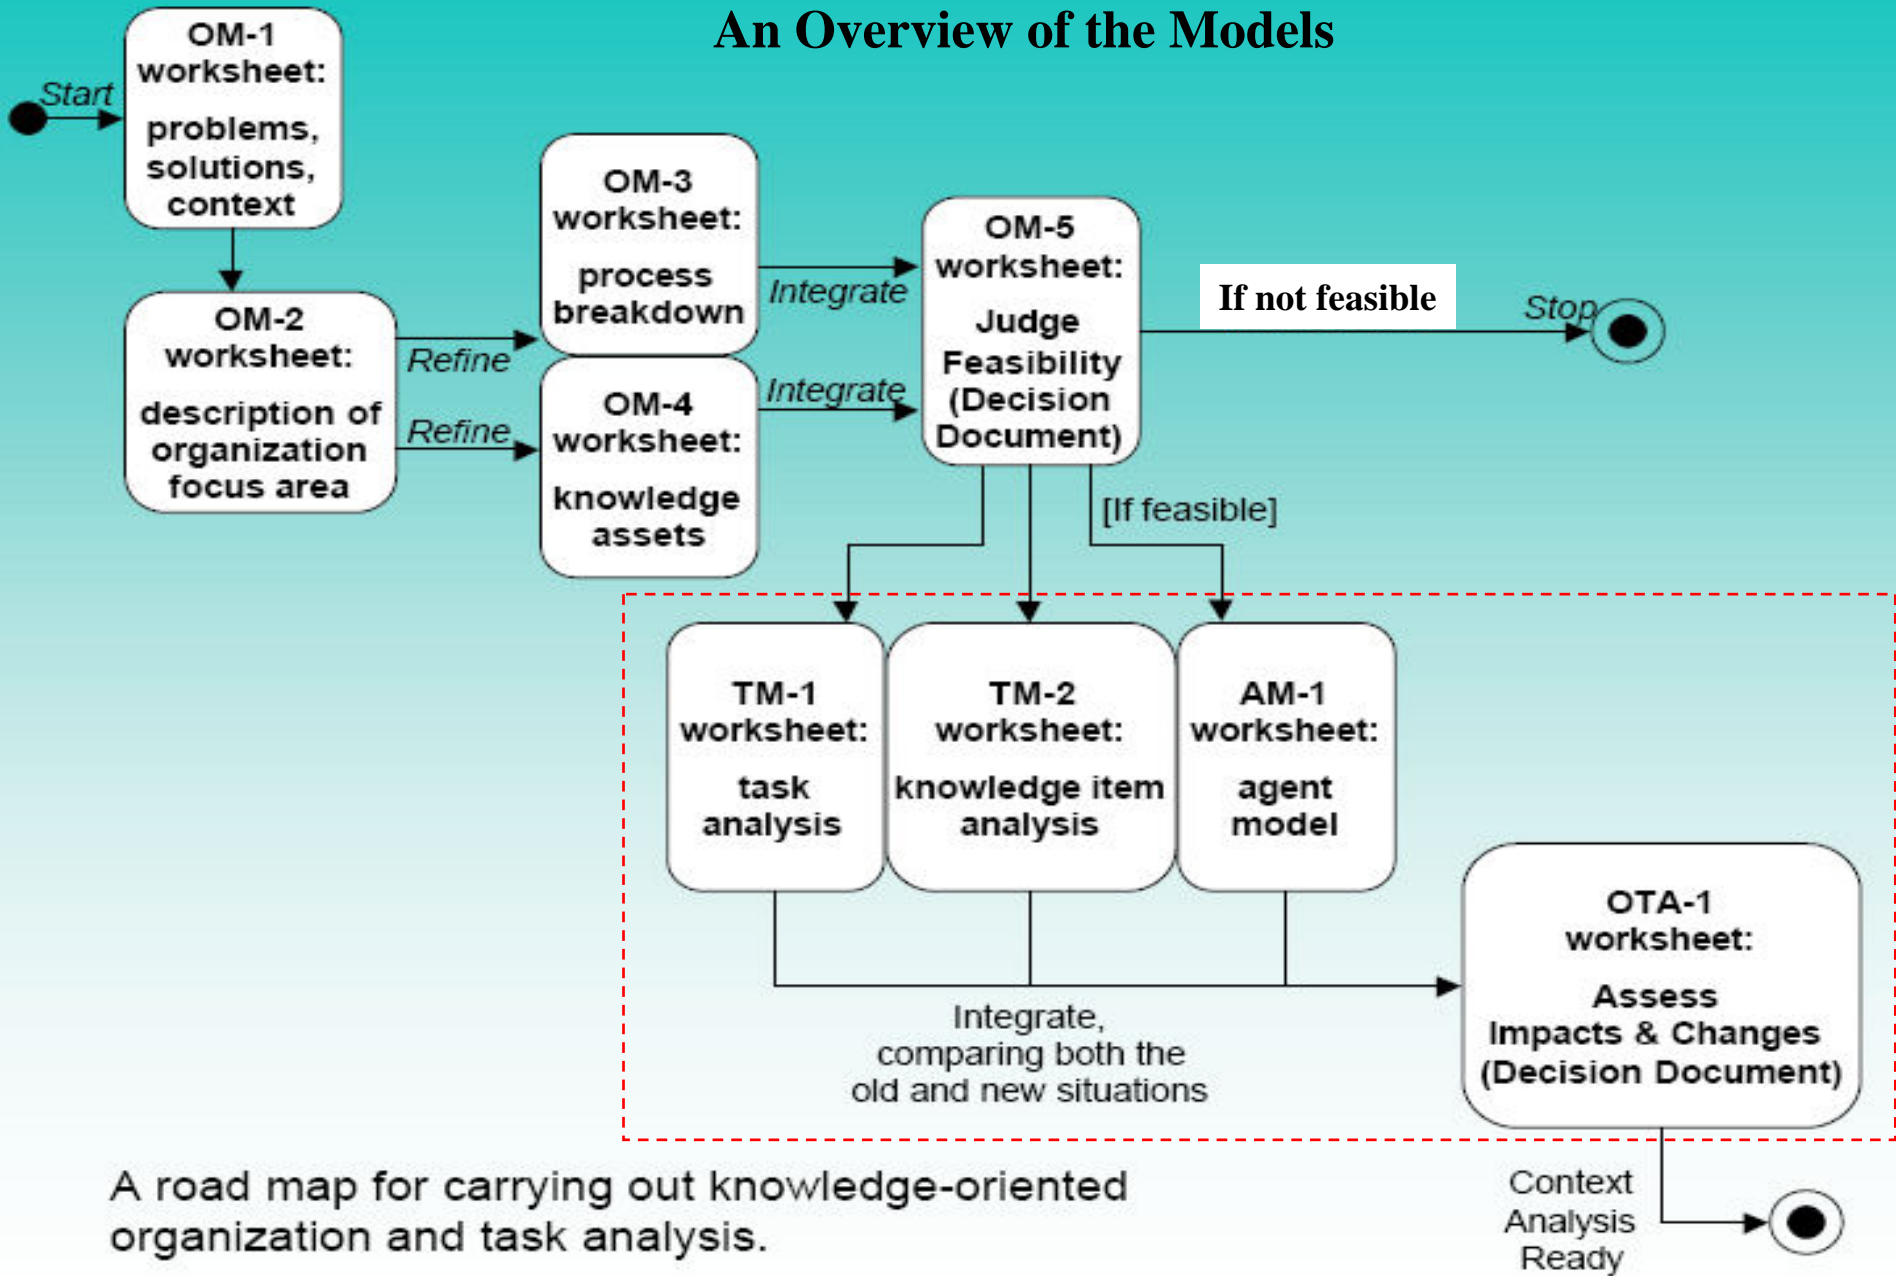 An Overview of the Models
Start
OM-1
worksheet:
problems,
solutions,
context
OM-2
worksheet:
description of
organization
focus area
Refine
Refine
OM-3
worksheet:
process
breakdown
OM-4
worksheet:
knowledge
assets
Integrate
Integrate
OM-5
worksheet:
Judge
Feasibility
(Decision
Document)
If not feasible
Stop
[If feasible]
TM-1
worksheet:
task
analysis
TM-2
worksheet:
knowledge item
analysis
AM-1
worksheet:
agent
model
Integrate,
comparing both the
old and new situations
OTA-1
worksheet:
Assess
Impacts & Changes
(Decision Document)
Context
Analysis
Ready
A road map for carrying out knowledge-oriented
organization and task analysis.